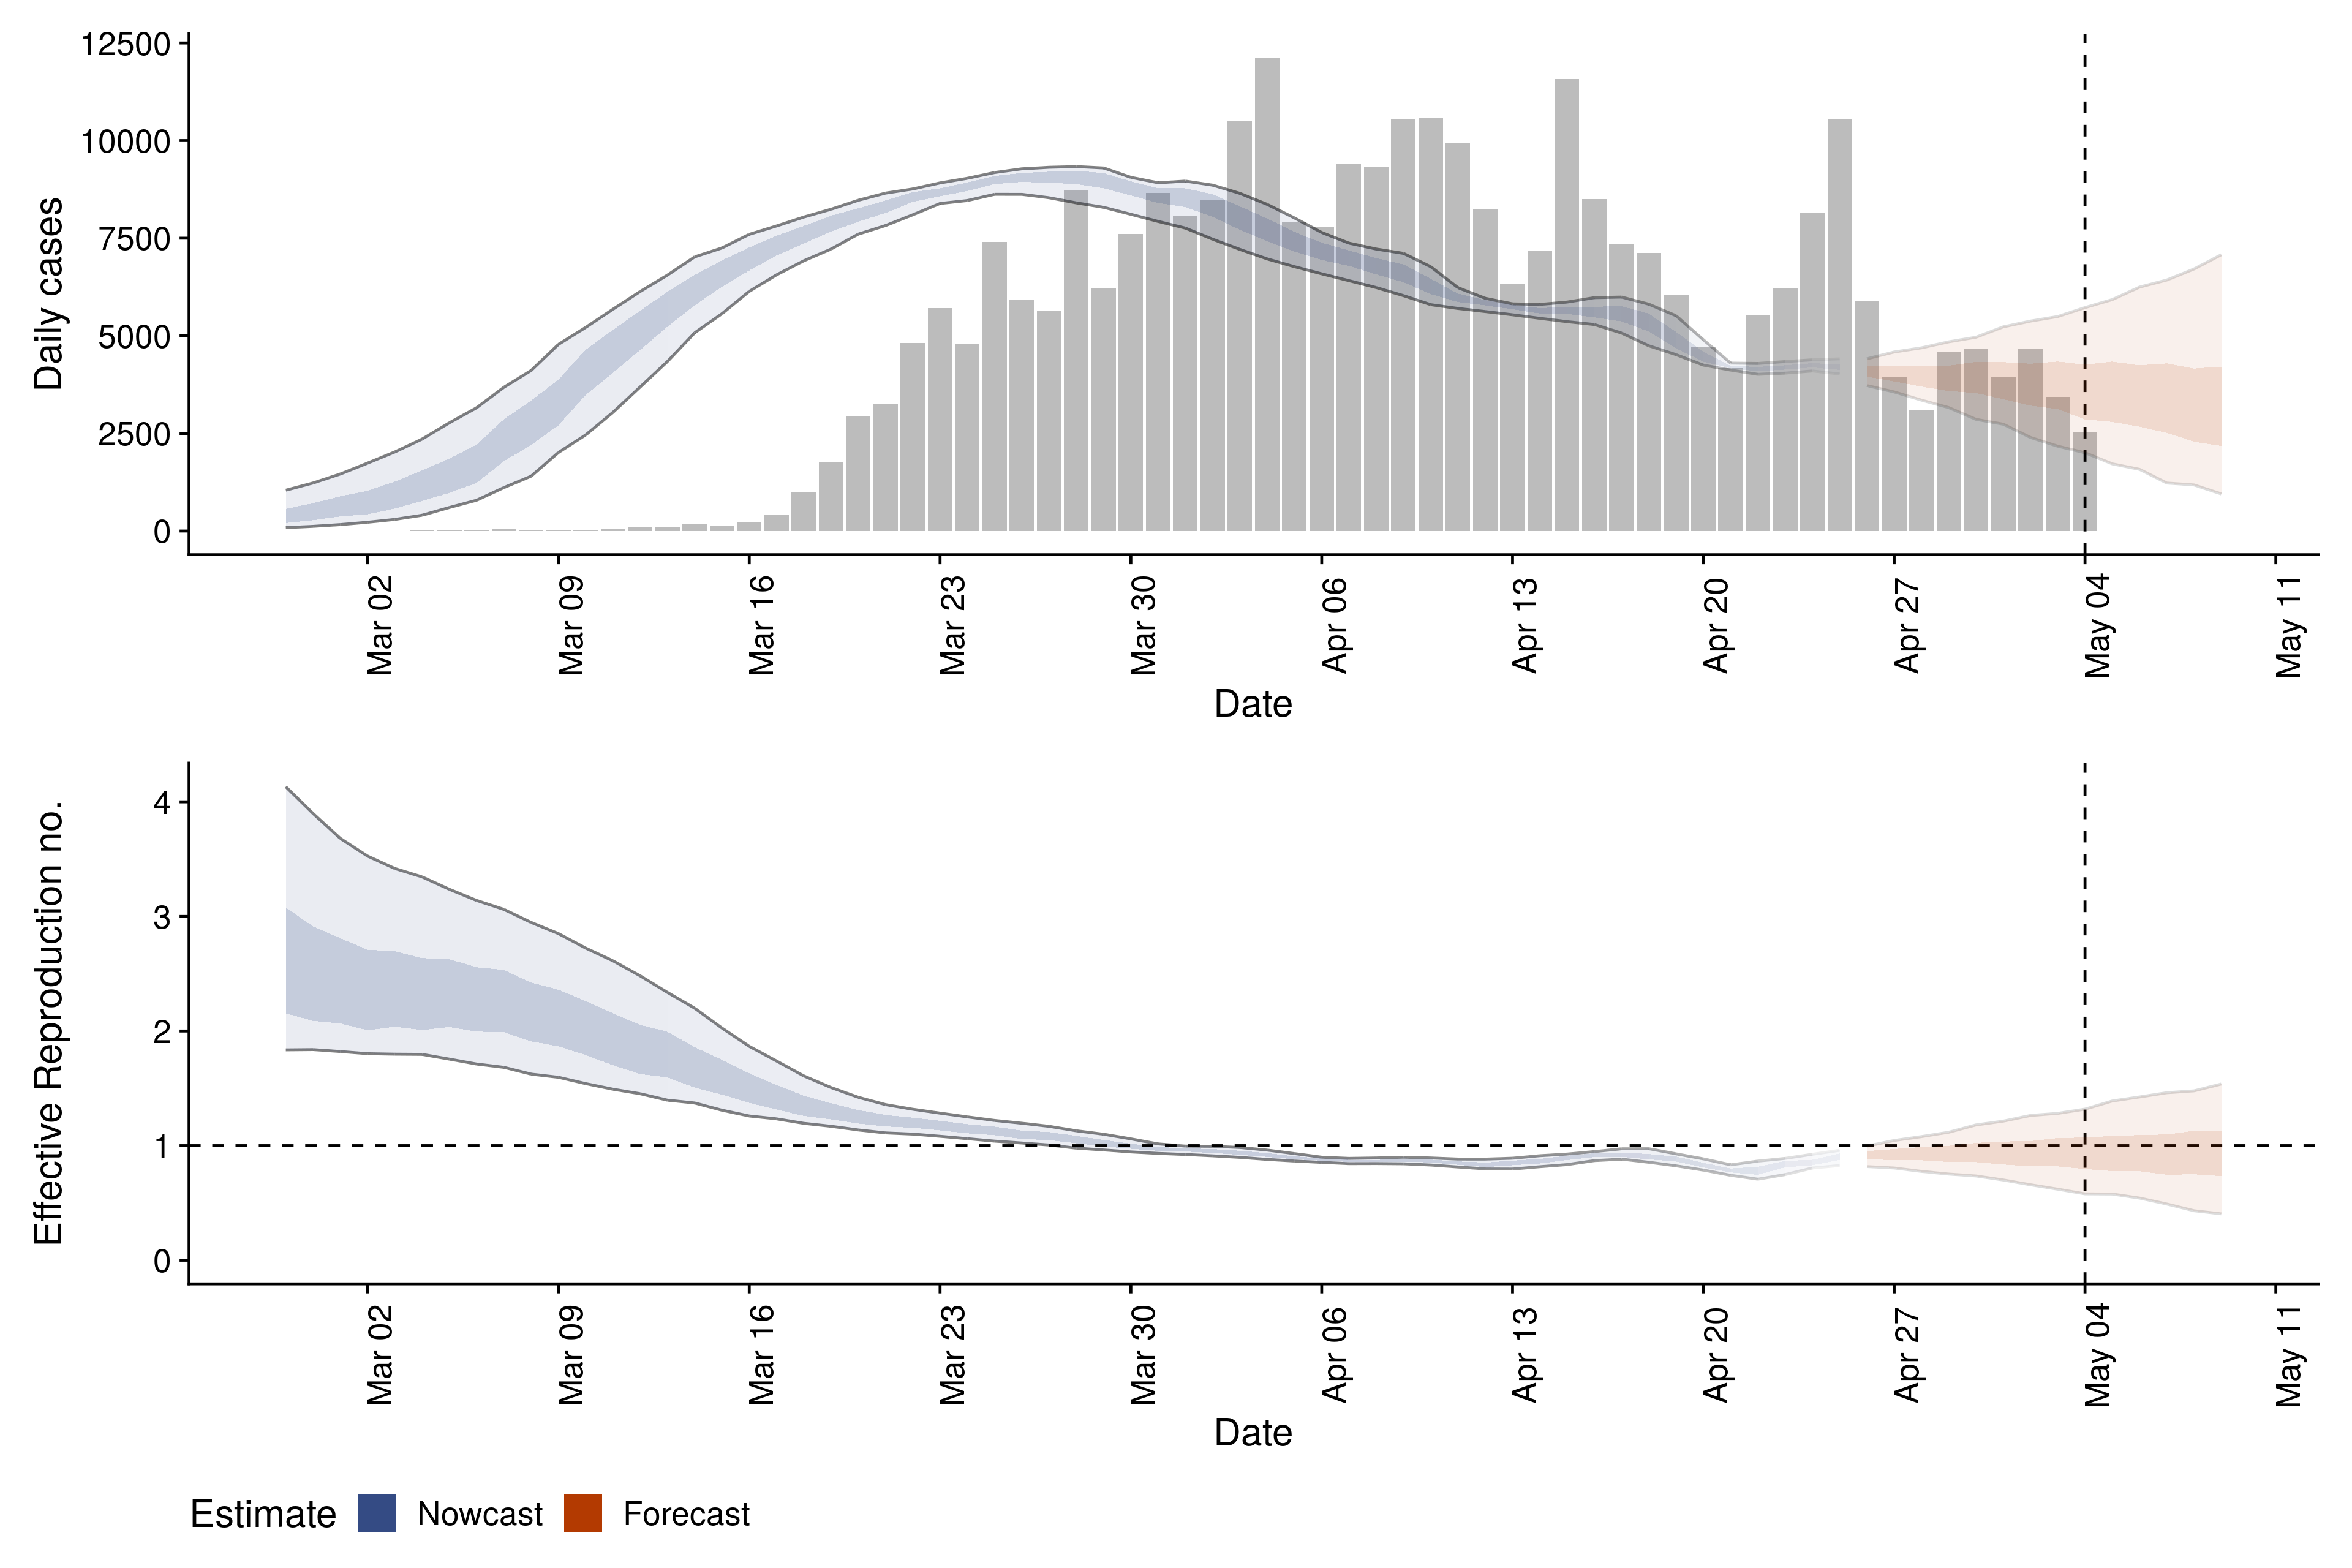 Daily cases
12500
10000
7500
5000
2500
0
Mar 02
Mar 09
Mar 16
Mar 23
Mar 30
Apr 06
Apr 13
Apr 20
Apr 27
May 04
May 11
Date
Effective Reproduction no.
4
3
2
1
0
Mar 02
Mar 09
Mar 16
Mar 23
Mar 30
Apr 06
Apr 13
Apr 20
Apr 27
May 04
May 11
Date
Estimate Nowcast Forecast